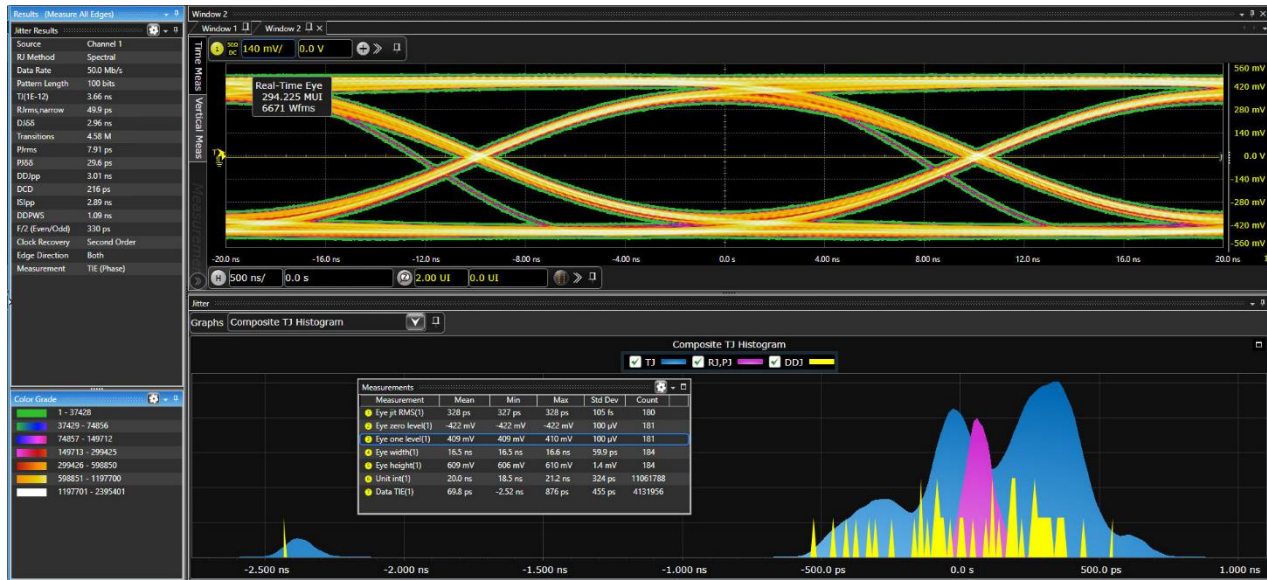 Results (Measure All Edges)
Jitter Results
Source Channel 1
RJ Method Spectral
Data Rate 50.0 Mb/s
Pattern Length 100 bits
TJ(1E-12) 3.66 ns
RJrms,narrow 49.9 ps
DJδδ 2.96 ns
Transitions 4.58 M
PJrms 7.91 ps
PJδδ 29.6 ps
DDJpp 3.01 ns
DCD 216 ps
ISIpp 2.89 ns
DDPWS 1.09 ns
F/2 (Even/Odd) 330 ps
Clock Recovery Second Order
Edge Direction Both
Measurement TIE (Phase)
Color Grade
1 - 37428
37429 - 74856
74857 - 149712
149713 - 299425
299426 - 598850
598851 - 1197700
1197701 - 2395401
Window 2
Window 1 Window 2
Time Meas
Vertical Meas
Measurements
1 50Ω DC 140 mV/ 0.0 V
Real-Time Eye
294.225 MUI
6671 Wfms
560 mV
420 mV
280 mV
140 mV
0.0 V
-140 mV
-280 mV
-420 mV
-560 mV
-20.0 ns -16.0 ns -12.0 ns -8.00 ns -4.00 ns 0.0 s 4.00 ns 8.00 ns 12.0 ns 16.0 ns 20.0 ns
H 500 ns/ 0.0 s 2.00 UI 0.0 UI
Jitter
Graphs Composite TJ Histogram
Composite TJ Histogram
TJ RJ,PJ DDJ
Measurements
Measurement Mean Min Max Std Dev Count
1 Eye jit RMS(1) 328 ps 327 ps 328 ps 105 fs 180
2 Eye zero level(1) -422 mV -422 mV -422 mV 100 µV 181
3 Eye one level(1) 409 mV 409 mV 410 mV 100 µV 181
4 Eye width(1) 16.5 ns 16.5 ns 16.6 ns 59.9 ps 184
5 Eye height(1) 609 mV 606 mV 610 mV 1.4 mV 184
6 Unit int(1) 20.0 ns 18.5 ns 21.2 ns 324 ps 11061788
7 Data TIE(1) 69.8 ps -2.52 ns 876 ps 455 ps 4131956
-2.500 ns -2.000 ns -1.500 ns -1.000 ns -500.0 ps 0.0 s 500.0 ps 1.000 ns